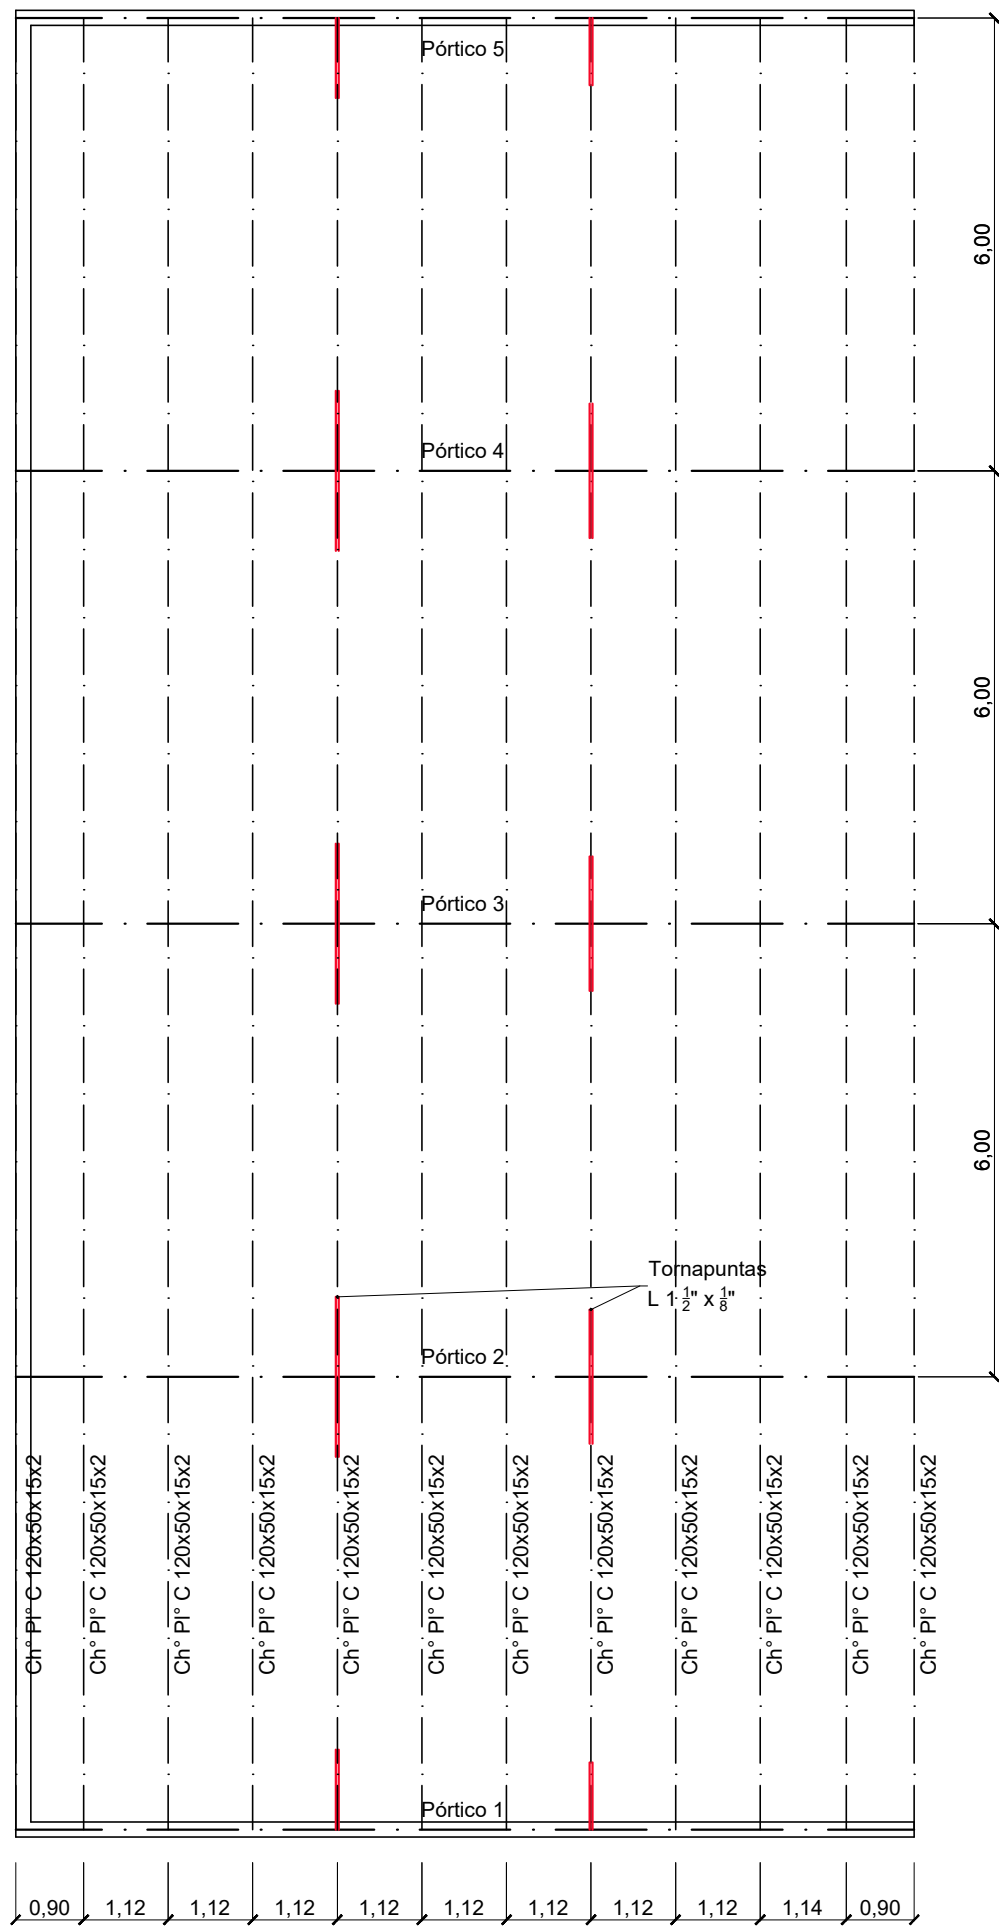 Pórtico 5
6,00
Pórtico 4
6,00
Pórtico 3
6,00
Tornapuntas
L 1 1/2" x 1/8"
Pórtico 2
Ch° Pl° C 120x50x15x2
Ch° Pl° C 120x50x15x2
Ch° Pl° C 120x50x15x2
Ch° Pl° C 120x50x15x2
Ch° Pl° C 120x50x15x2
Ch° Pl° C 120x50x15x2
Ch° Pl° C 120x50x15x2
Ch° Pl° C 120x50x15x2
Ch° Pl° C 120x50x15x2
Ch° Pl° C 120x50x15x2
Ch° Pl° C 120x50x15x2
Ch° Pl° C 120x50x15x2
Pórtico 1
0,90 1,12 1,12 1,12 1,12 1,12 1,12 1,12 1,12 1,14 0,90